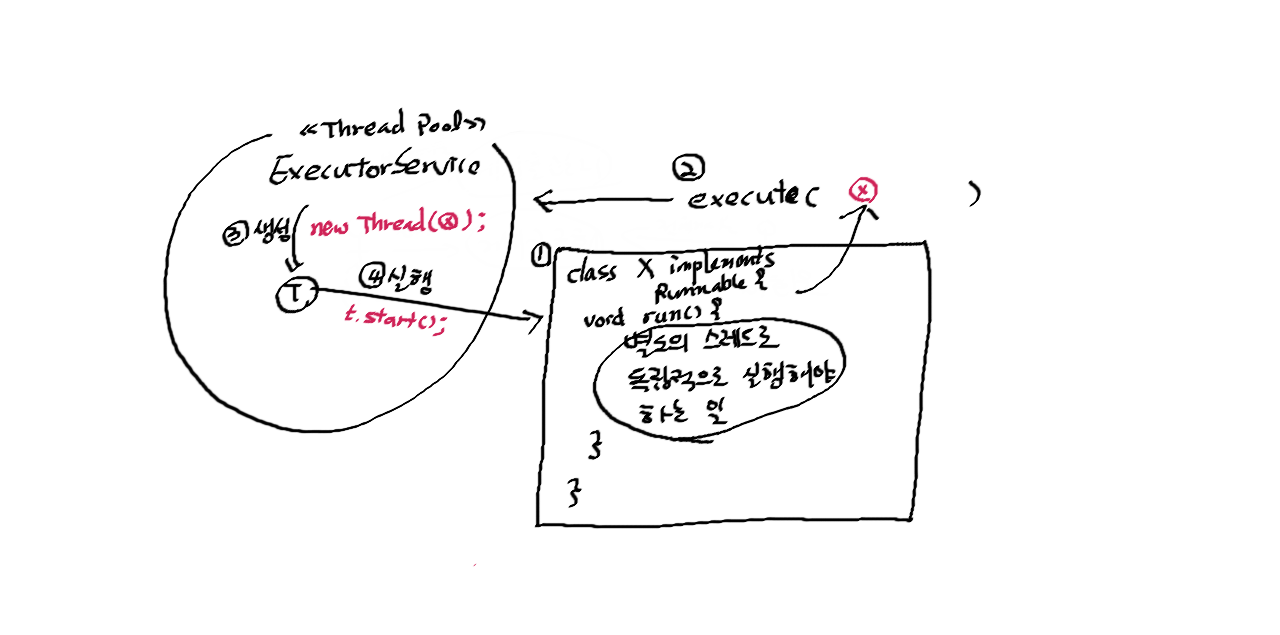 <<Thread Pool>>
ExecutorService
② execute( ⓧ )
③ 생성 new Thread(ⓧ);
T
④ 실행
t.start();
①
class X implements
Runnable {
void run() {
별도의 스레드로
독립적으로 실행해야
하는 일
}
}